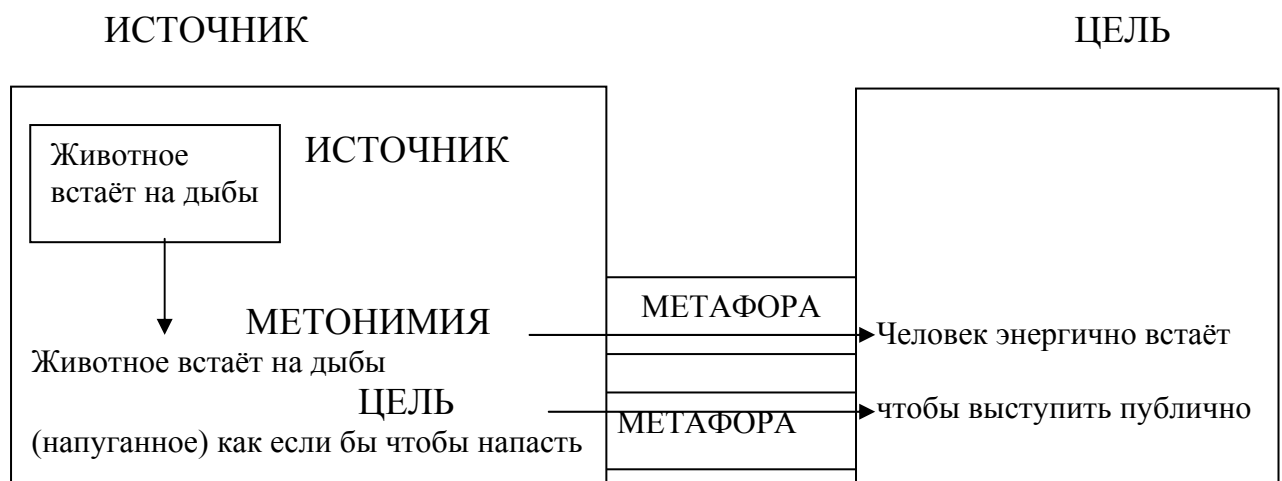 ИСТОЧНИК
ЦЕЛЬ
Животное
встаёт на дыбы
ИСТОЧНИК
МЕТОНИМИЯ
МЕТАФОРА
Человек энергично встаёт
Животное встаёт на дыбы
ЦЕЛЬ
МЕТАФОРА
чтобы выступить публично
(напуганное) как если бы чтобы напасть